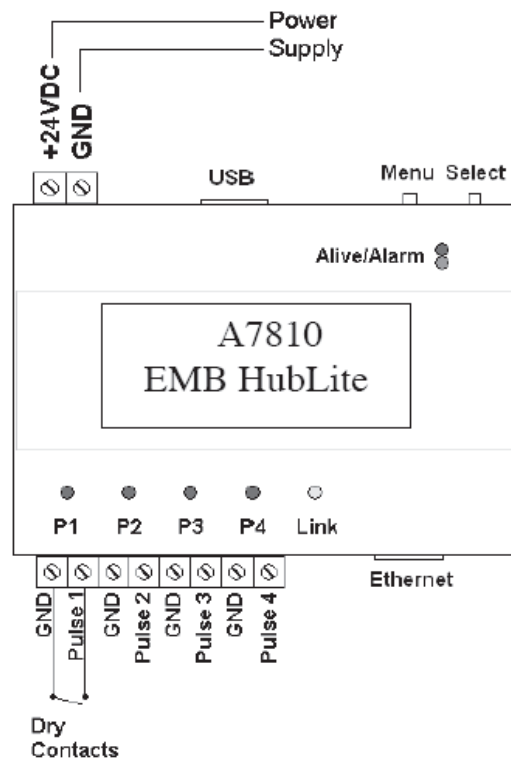 Power
Supply
+24VDC
GND
USB
Menu Select
Alive/Alarm
A7810
EMB HubLite
P1 P2 P3 P4 Link
Ethernet
GND
Pulse 1
GND
Pulse 2
GND
Pulse 3
GND
Pulse 4
Dry
Contacts